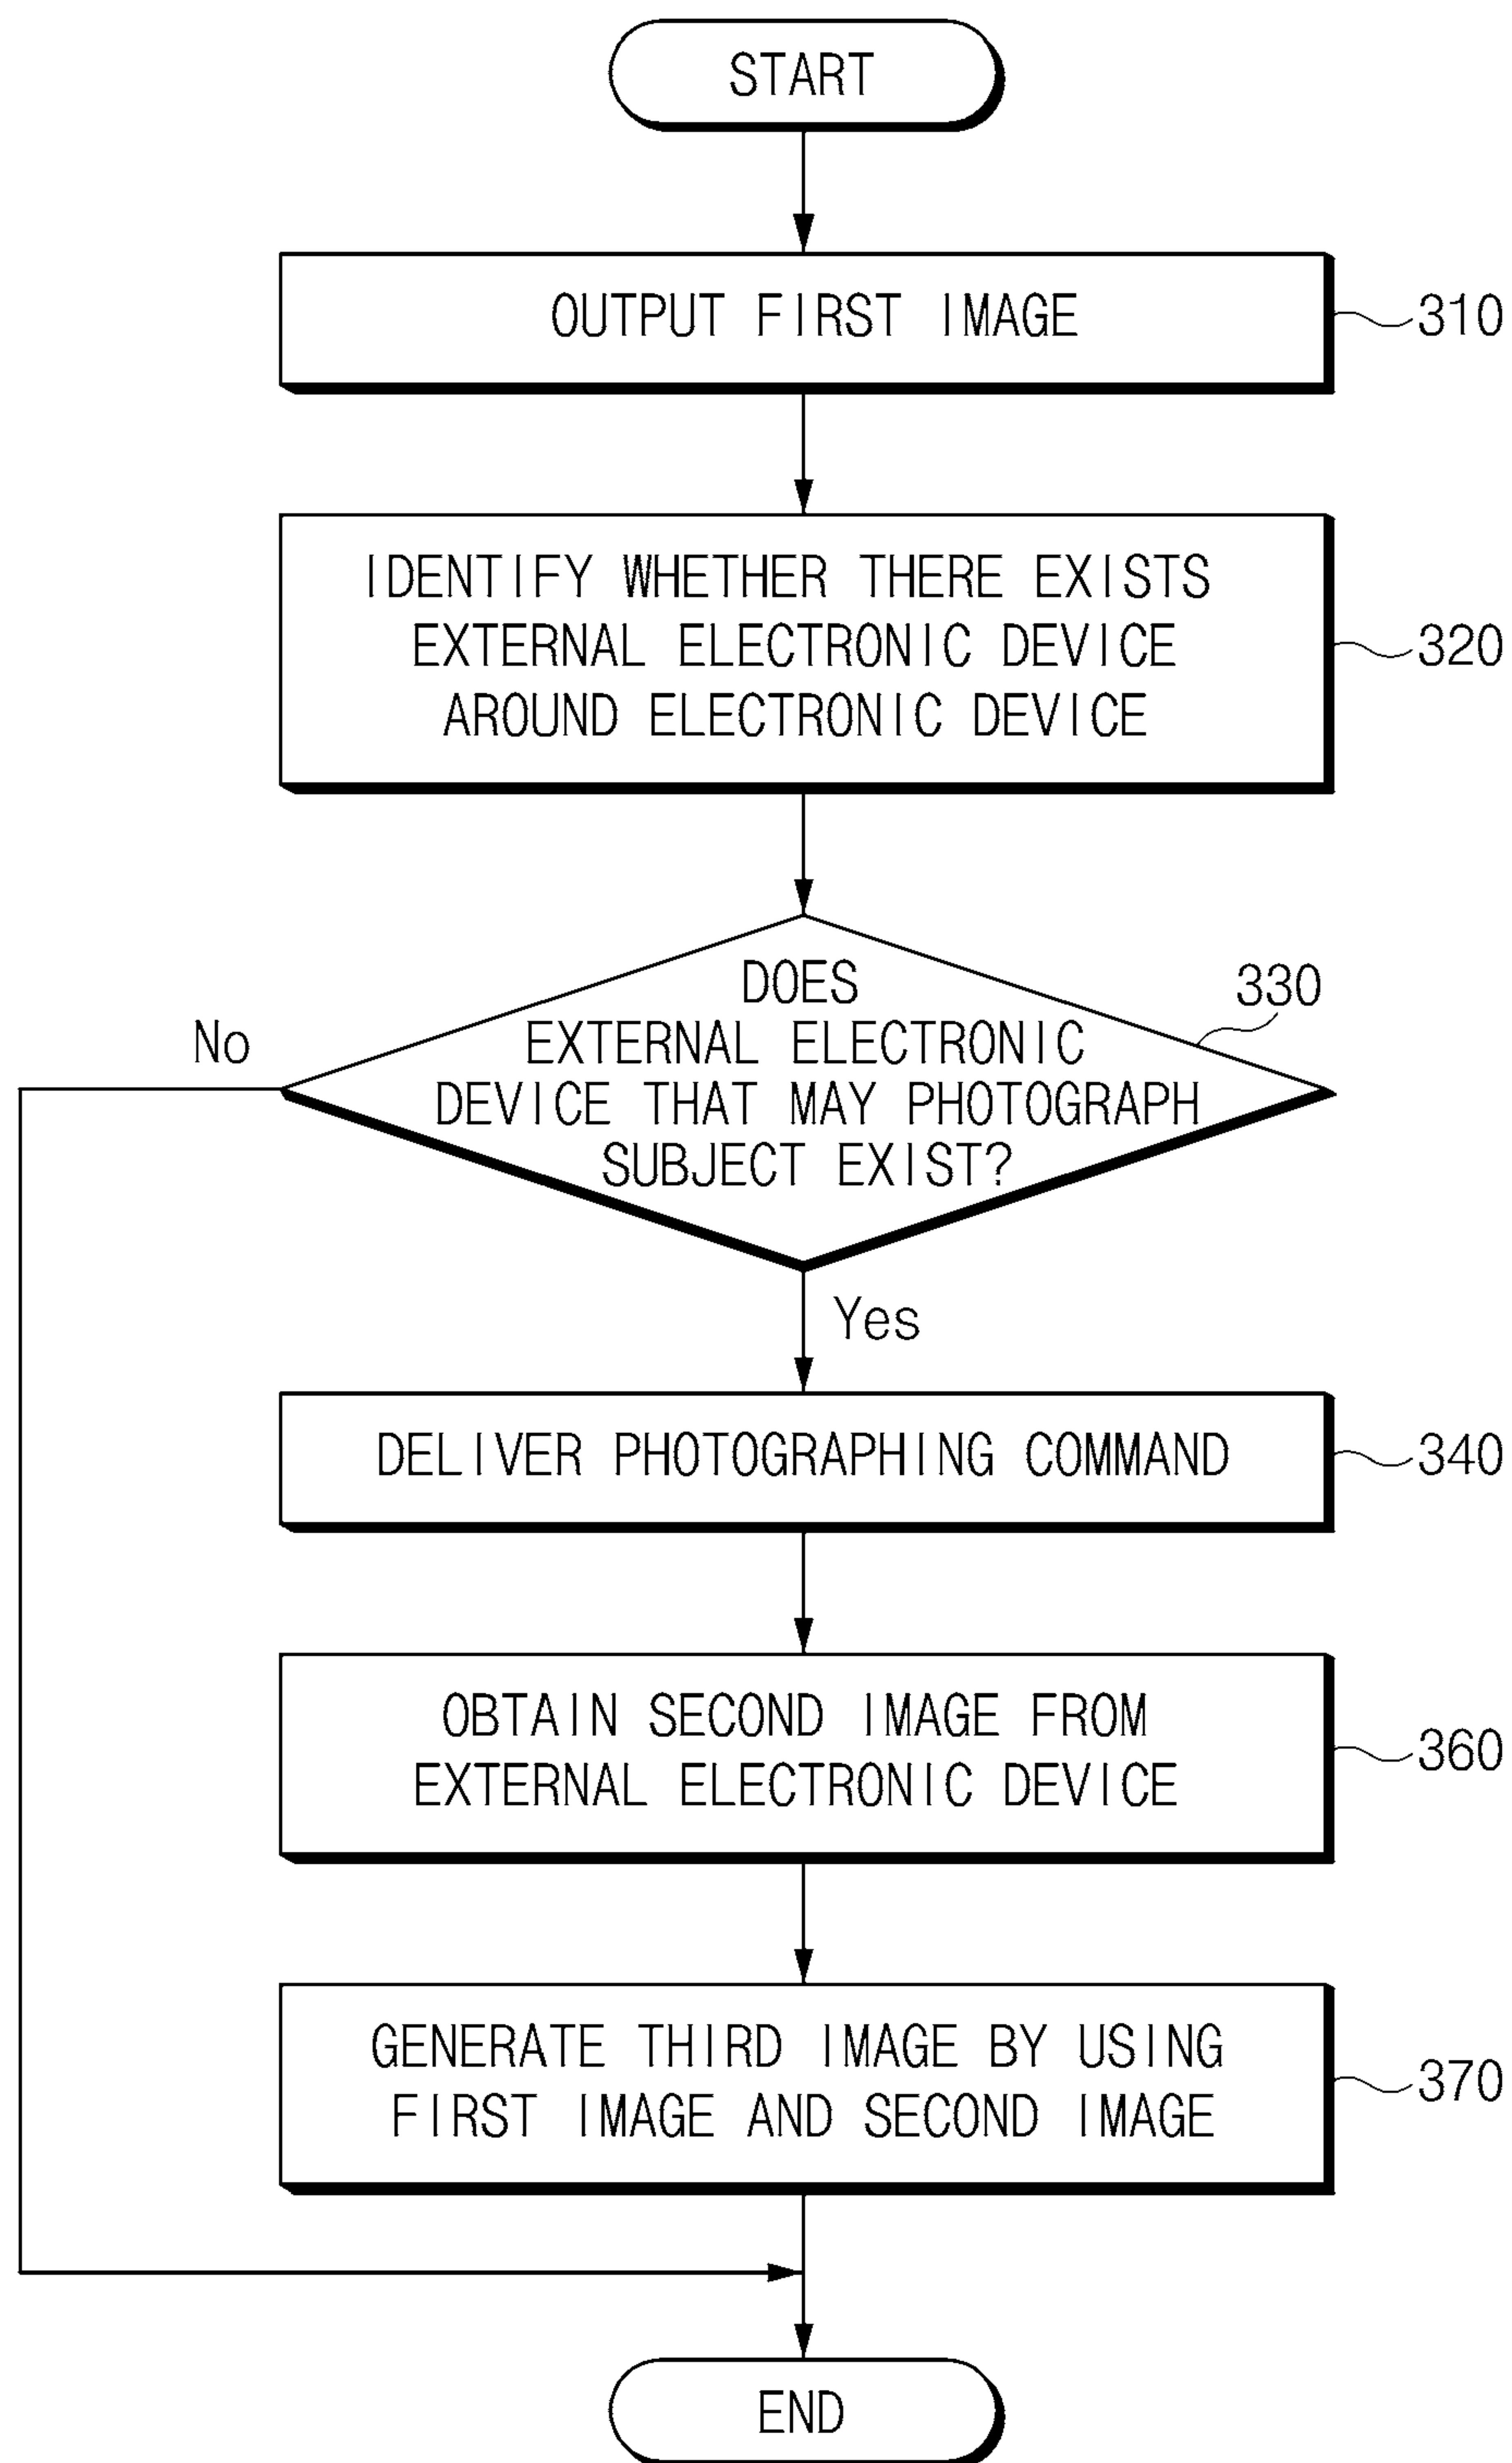 START
OUTPUT FIRST IMAGE
310
IDENTIFY WHETHER THERE EXISTS
EXTERNAL ELECTRONIC DEVICE
AROUND ELECTRONIC DEVICE
320
DOES
EXTERNAL ELECTRONIC
DEVICE THAT MAY PHOTOGRAPH
SUBJECT EXIST?
330
No
Yes
DELIVER PHOTOGRAPHING COMMAND
340
OBTAIN SECOND IMAGE FROM
EXTERNAL ELECTRONIC DEVICE
360
GENERATE THIRD IMAGE BY USING
FIRST IMAGE AND SECOND IMAGE
370
END